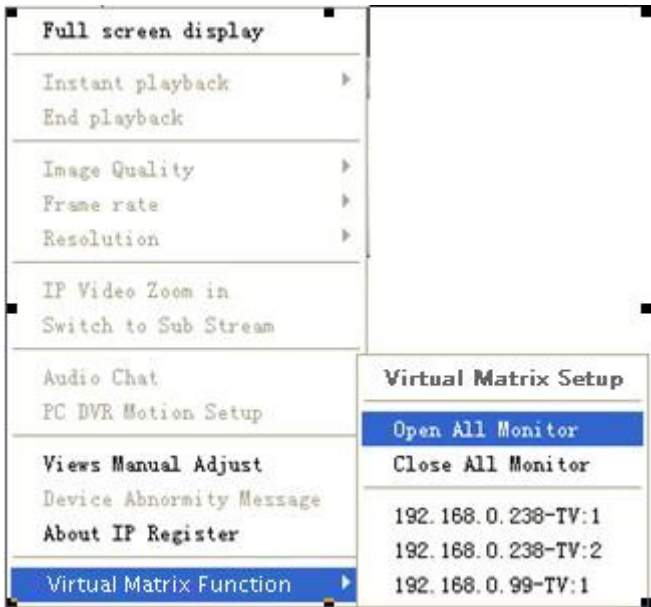 Full screen display
Instant playback
End playback
Image Quality
Frame rate
Resolution
IP Video Zoom in
Switch to Sub Stream
Audio Chat
PC DVR Motion Setup
Views Manual Adjust
Device Abnormity Message
About IP Register
Virtual Matrix Function
Virtual Matrix Setup
Open All Monitor
Close All Monitor
192.168.0.238-TV:1
192.168.0.238-TV:2
192.168.0.99-TV:1